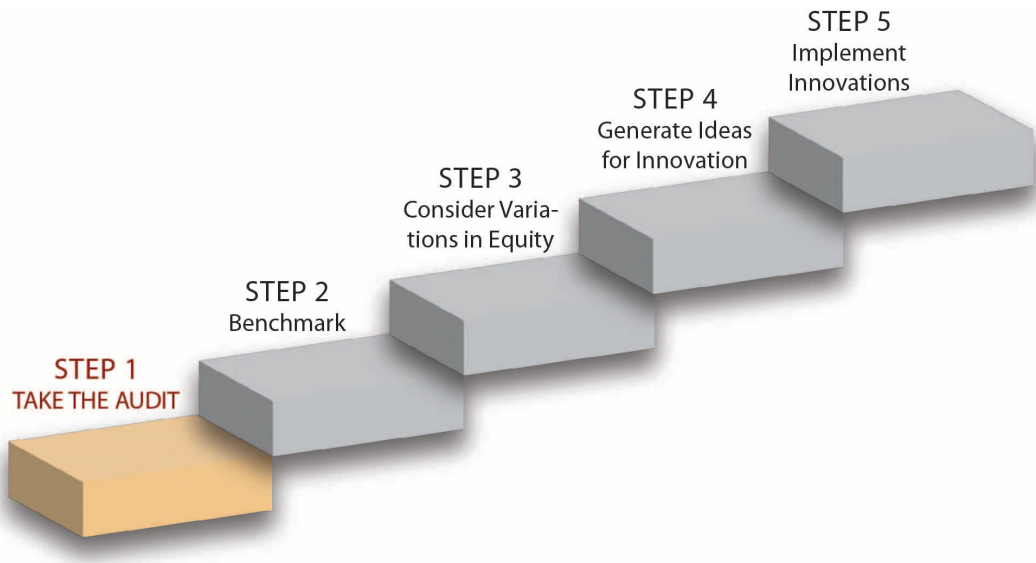 STEP 1
TAKE THE AUDIT
STEP 2
Benchmark
STEP 3
Consider Varia-
tions in Equity
STEP 4
Generate Ideas
for Innovation
STEP 5
Implement
Innovations